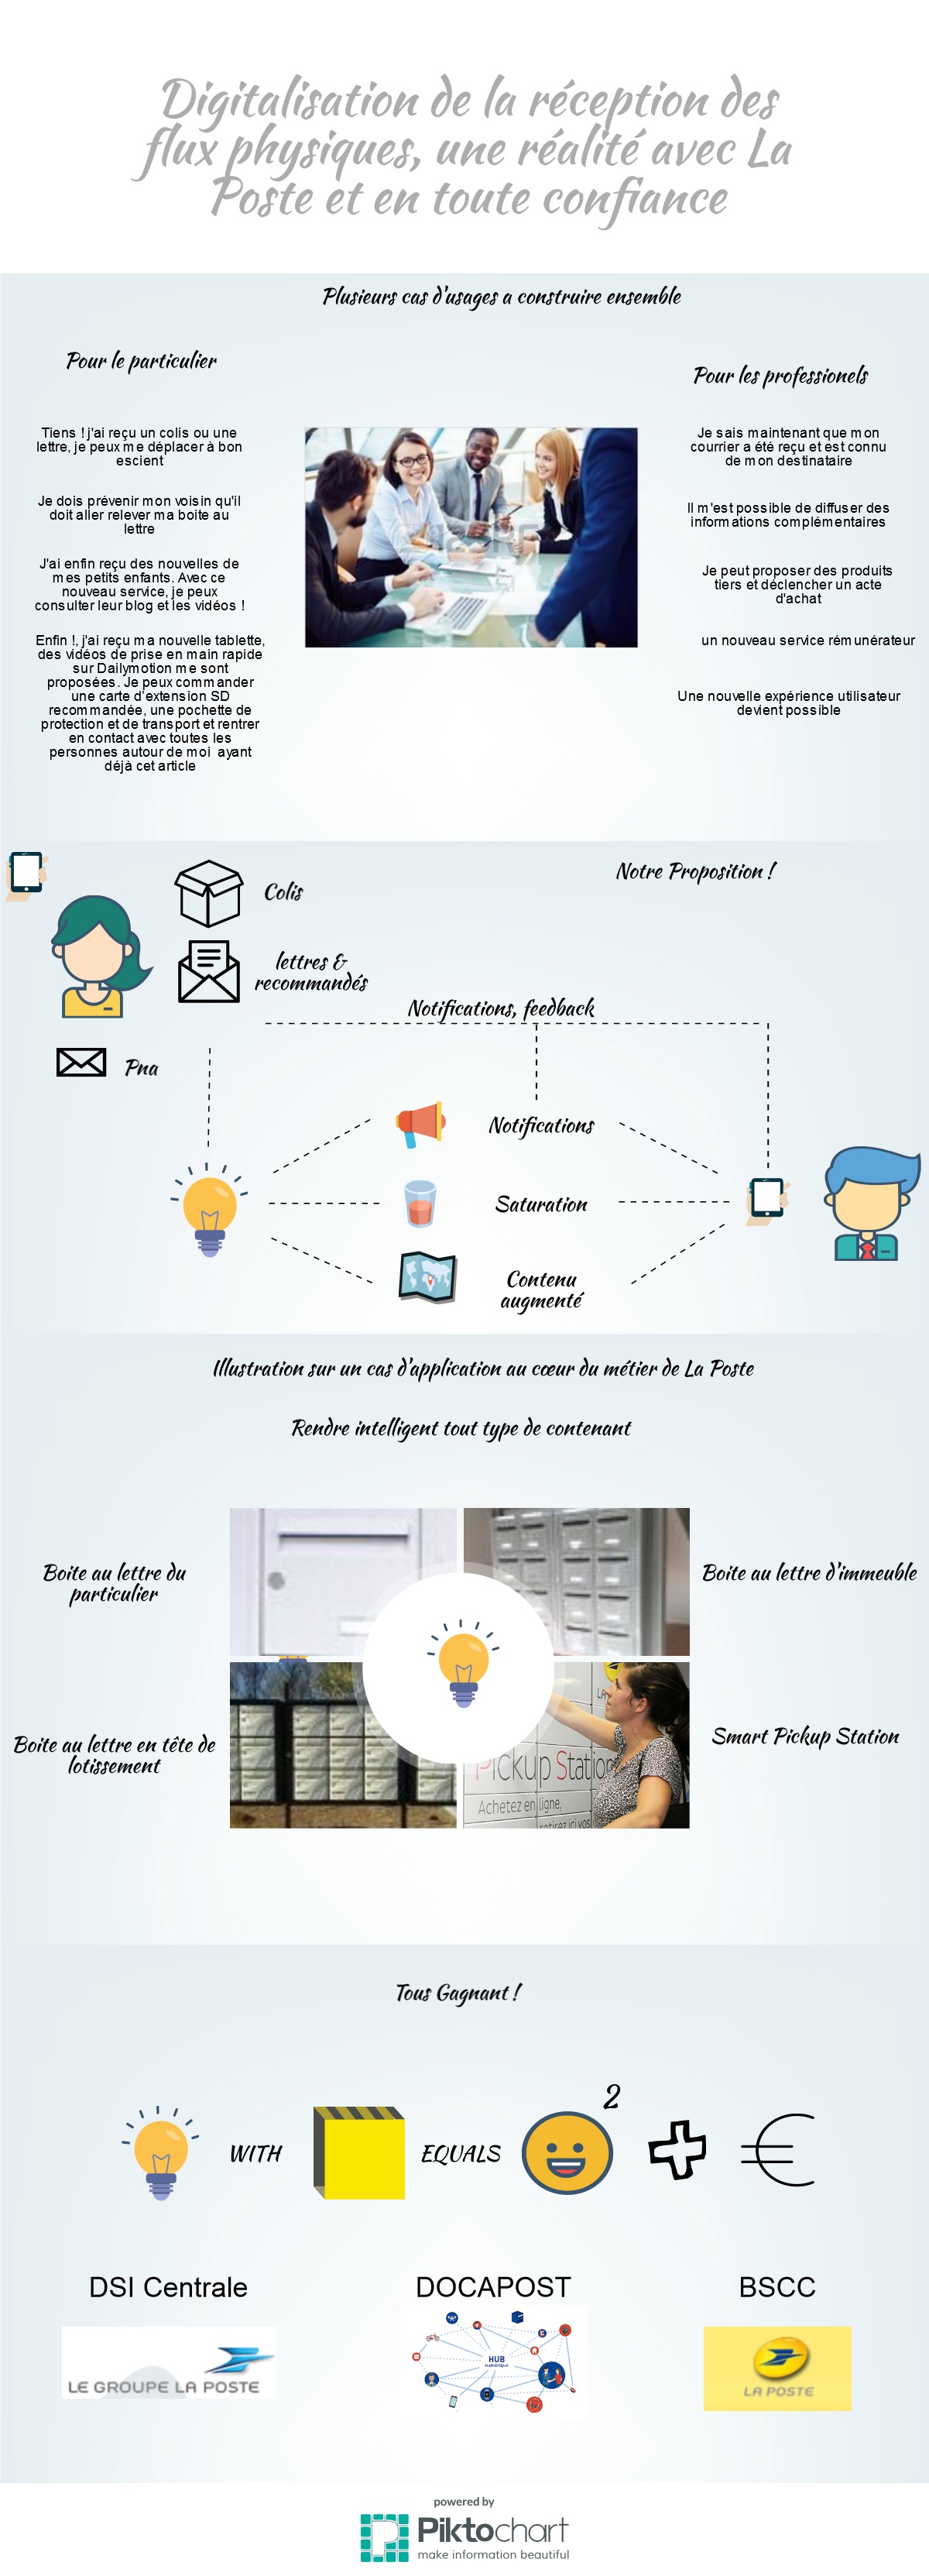 Digitalisation de la réception des
flux physiques, une réalité avec La
Poste et en toute confiance
Plusieurs cas d'usages a construire ensemble
Pour le particulier
Tiens ! j'ai reçu un colis ou une
lettre, je peux me déplacer à bon
escient
Je dois prévenir mon voisin qu'il
doit aller relever ma boite au
lettre
J'ai enfin reçu des nouvelles de
mes petits enfants. Avec ce
nouveau service, je peux
consulter leur blog et les vidéos !
Enfin !, j'ai reçu ma nouvelle tablette,
des vidéos de prise en main rapide
sur Dailymotion me sont
proposées. Je peux commander
une carte d'extension SD
recommandée, une pochette de
protection et de transport et rentrer
en contact avec toutes les
personnes autour de moi ayant
déjà cet article
Pour les professionels
Je sais maintenant que mon
courrier a été reçu et est connu
de mon destinataire
Il m'est possible de diffuser des
informations complémentaires
Je peut proposer des produits
tiers et déclencher un acte
d'achat
un nouveau service rémunérateur
Une nouvelle expérience utilisateur
devient possible
Notre Proposition !
Colis
lettres &
recommandés
Pna
Notifications, feedback
Notifications
Saturation
Contenu
augmenté
Illustration sur un cas d'application au cœur du métier de La Poste
Rendre intelligent tout type de contenant
Boite au lettre du
particulier
Boite au lettre d'immeuble
Boite au lettre en tête de
lotissement
Smart Pickup Station
LA
Pickup Station
Achetez en ligne,
retirez ici vos
Tous Gagnant !
WITH
EQUALS
2
€
DSI Centrale
DOCAPOST
BSCC
LE GROUPE LA POSTE
HUB
numérique
LA POSTE
powered by
Piktochart
make information beautiful